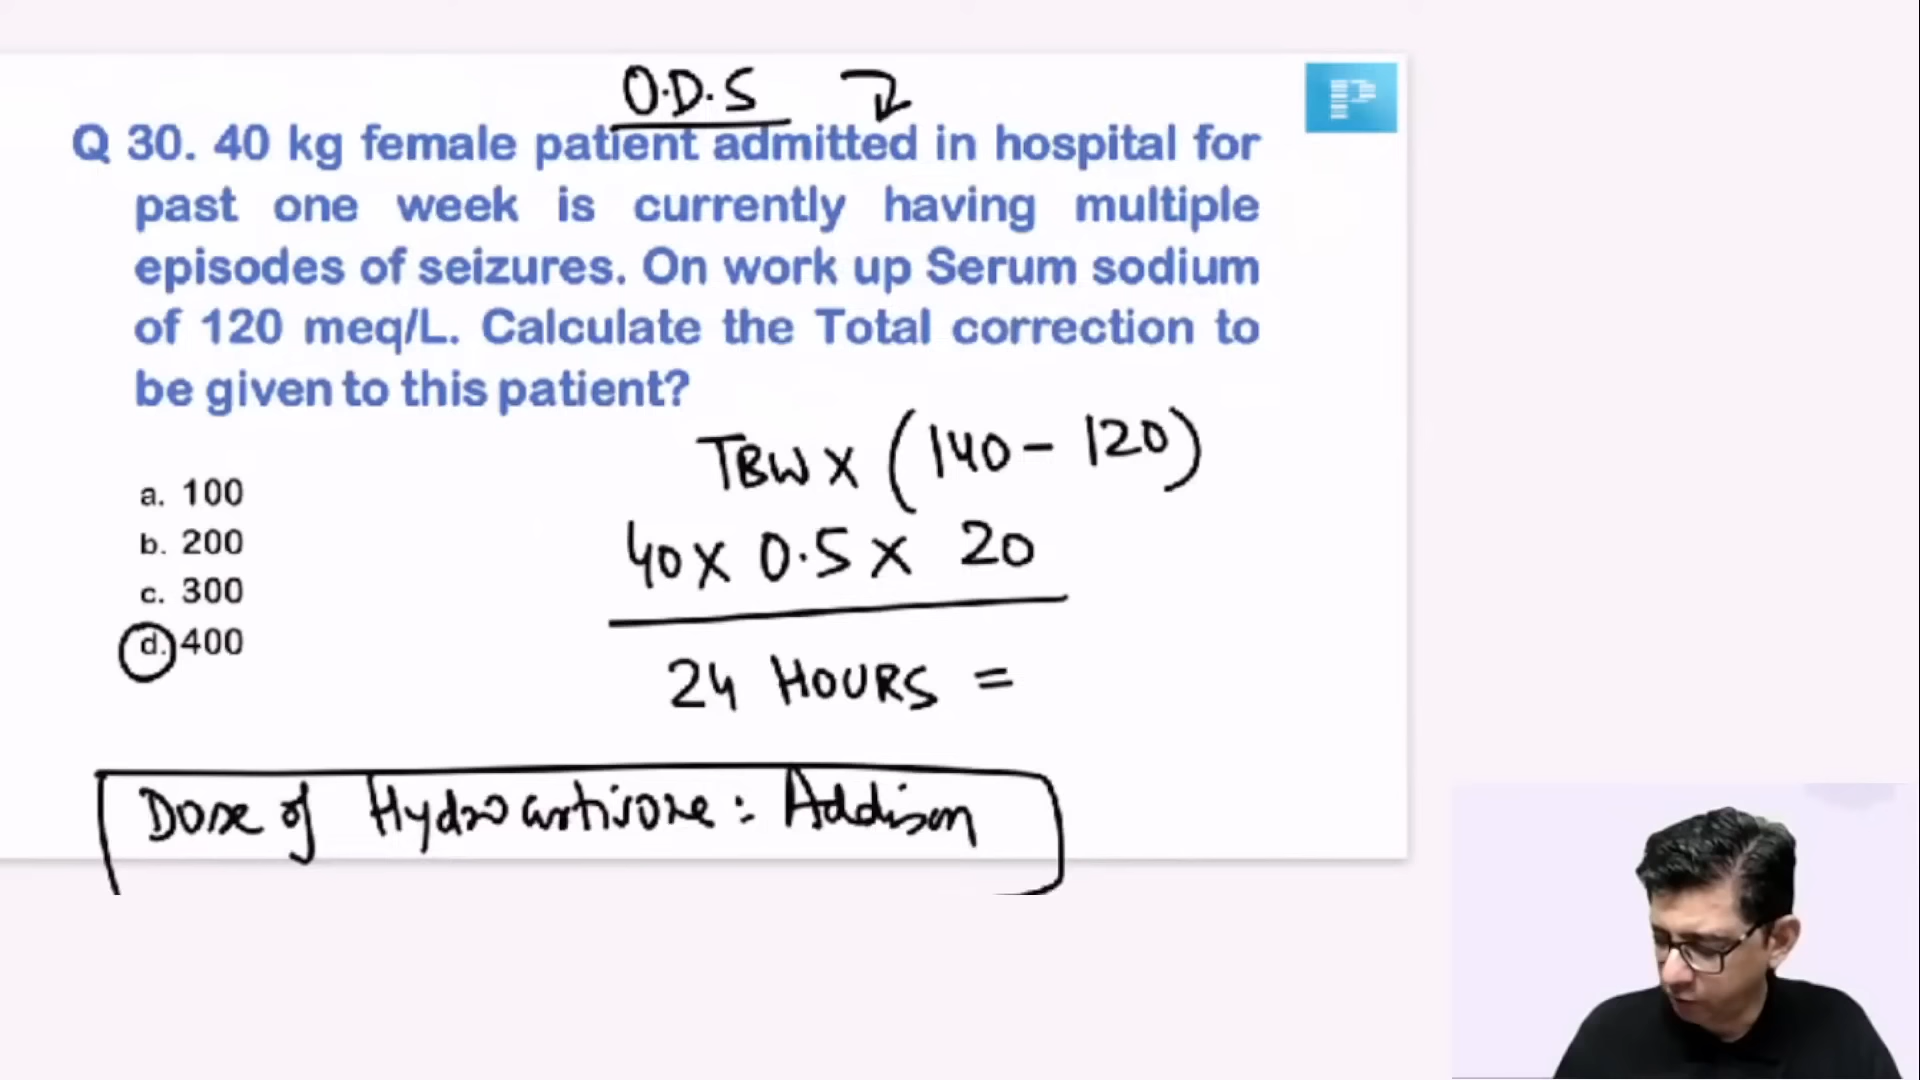 O.D.S
Q 30. 40 kg female patient admitted in hospital for
past one week is currently having multiple
episodes of seizures. On work up Serum sodium
of 120 meq/L. Calculate the Total correction to
be given to this patient?
TBW x (140 - 120)
a. 100
b. 200
c. 300
d. 400
40 x 0.5 x 20
24 HOURS =
Dose of Hydrocortisone : Addison
P